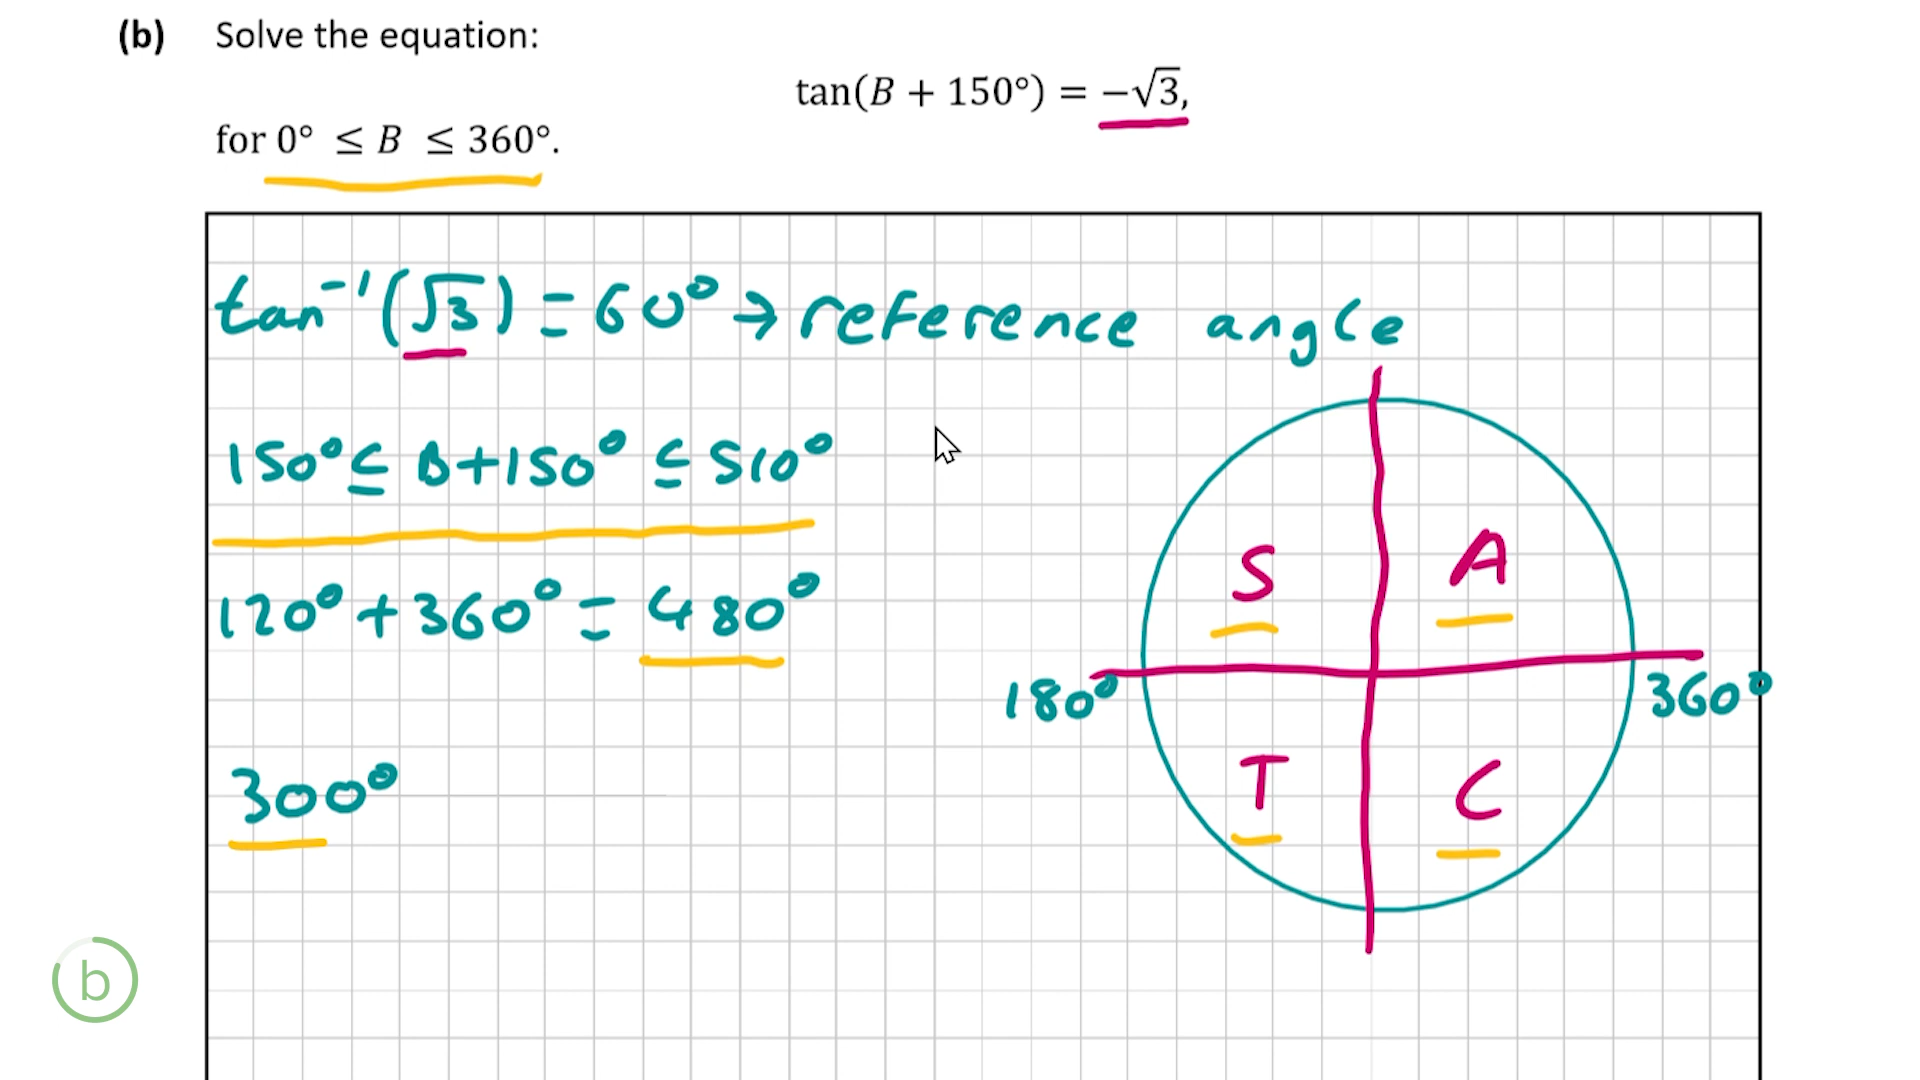 (b) Solve the equation:
tan(B + 150°) = −√3,
for 0° ≤ B ≤ 360°.
tan⁻¹(√3) = 60° → reference angle
150° ≤ B+150° ≤ 510°
S A
120° + 360° = 480°
180° 360°
T C
300°
b